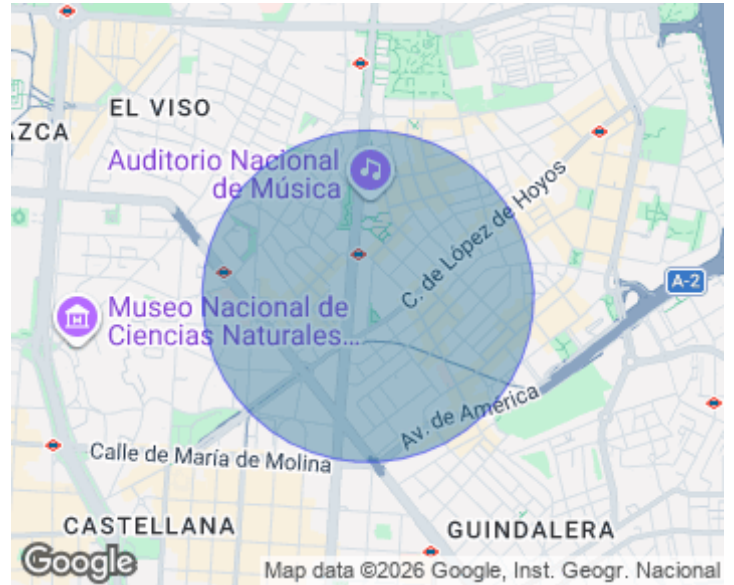 EL VISO
AZCA
Auditorio Nacional
de Música
C. de López de Hoyos
A-2
Museo Nacional de
Ciencias Naturales...
Av. de América
Calle de María de Molina
CASTELLANA
GUINDALERA
Google
Map data ©2026 Google, Inst. Geogr. Nacional